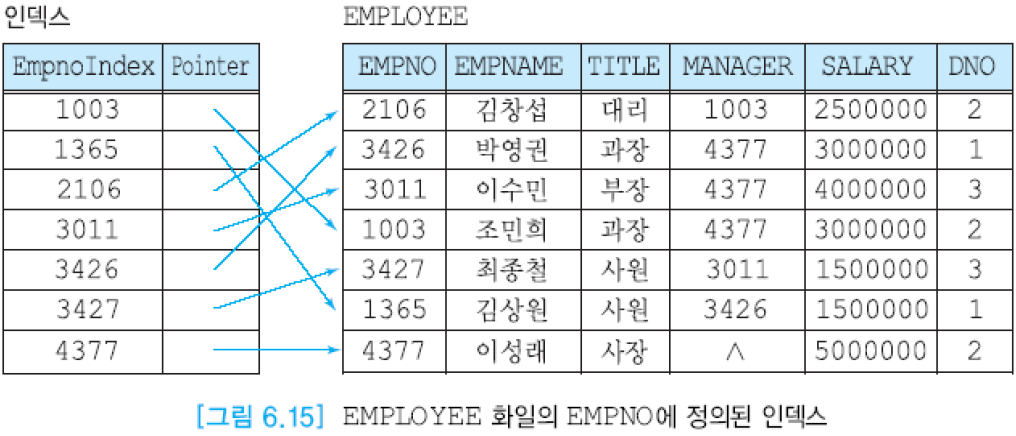 인덱스 EMPLOYEE
EmpnoIndex Pointer EMPNO EMPNAME TITLE MANAGER SALARY DNO
1003 2106 김창섭 대리 1003 2500000 2
1365 3426 박영권 과장 4377 3000000 1
2106 3011 이수민 부장 4377 4000000 3
3011 1003 조민희 과장 4377 3000000 2
3426 3427 최종철 사원 3011 1500000 3
3427 1365 김상원 사원 3426 1500000 1
4377 4377 이성래 사장 ∧ 5000000 2
[그림 6.15] EMPLOYEE 화일의 EMPNO에 정의된 인덱스